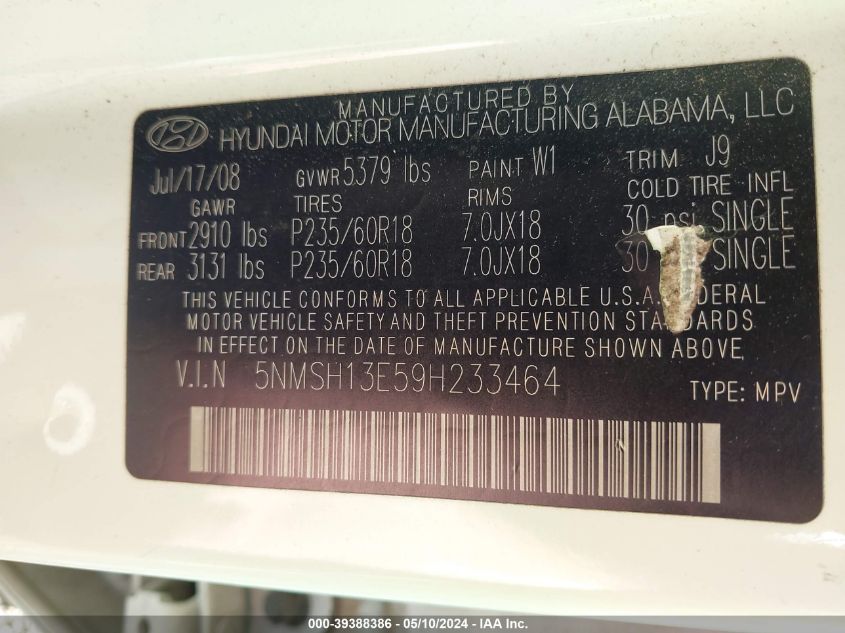 MANUFACTURED BY
HYUNDAI MOTOR MANUFACTURING ALABAMA, LLC
Jul/17/08 GVWR 5379 lbs PAINT W1 TRIM J9
GAWR TIRES RIMS COLD TIRE INFL
FRONT 2910 lbs P235/60R18 7.0JX18 30 psi SINGLE
REAR 3131 lbs P235/60R18 7.0JX18 30 SINGLE
THIS VEHICLE CONFORMS TO ALL APPLICABLE U.S.A.
MOTOR VEHICLE SAFETY AND THEFT PREVENTION STANDARDS
IN EFFECT ON THE DATE OF MANUFACTURE SHOWN ABOVE.
V.I.N 5NMSH13E59H233464 TYPE: MPV
000-39388386 - 05/10/2024 - IAA Inc.